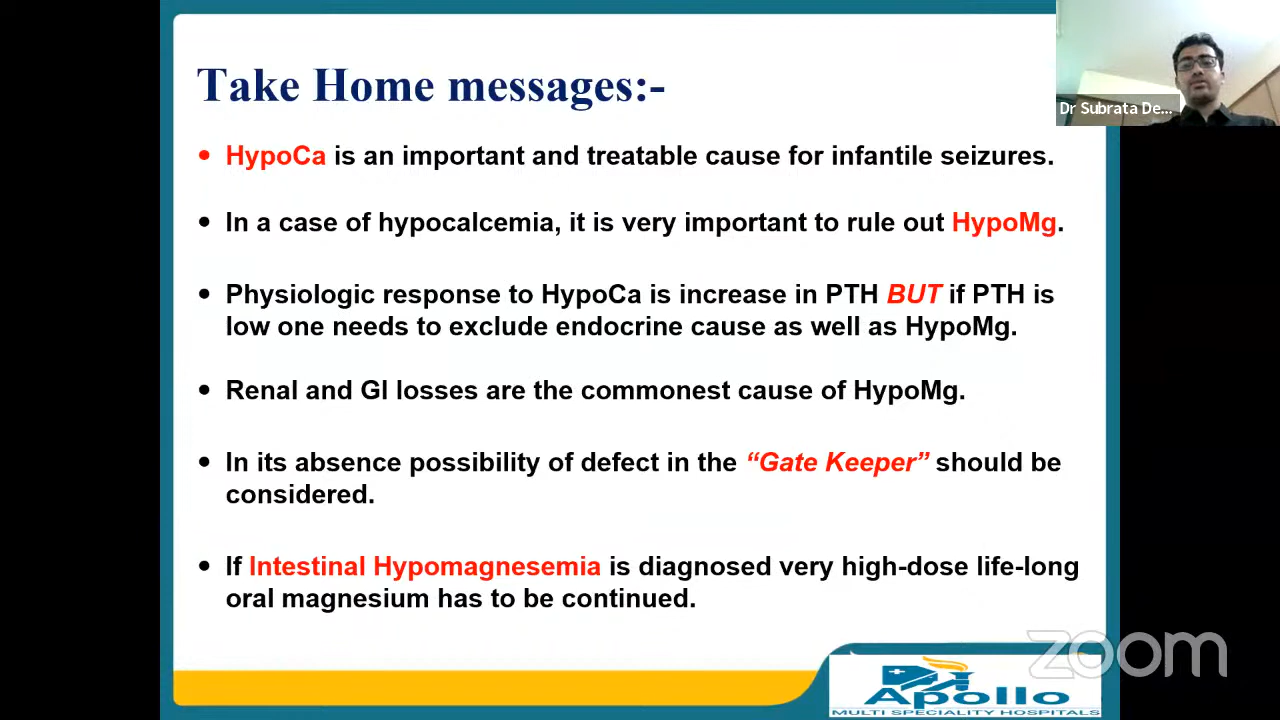 Take Home messages:-
Dr Subrata De...
• HypoCa is an important and treatable cause for infantile seizures.
• In a case of hypocalcemia, it is very important to rule out HypoMg.
• Physiologic response to HypoCa is increase in PTH BUT if PTH is
low one needs to exclude endocrine cause as well as HypoMg.
• Renal and GI losses are the commonest cause of HypoMg.
• In its absence possibility of defect in the “Gate Keeper” should be
considered.
• If Intestinal Hypomagnesemia is diagnosed very high-dose life-long
oral magnesium has to be continued.
zoom
Apollo
MULTI SPECIALITY HOSPITALS